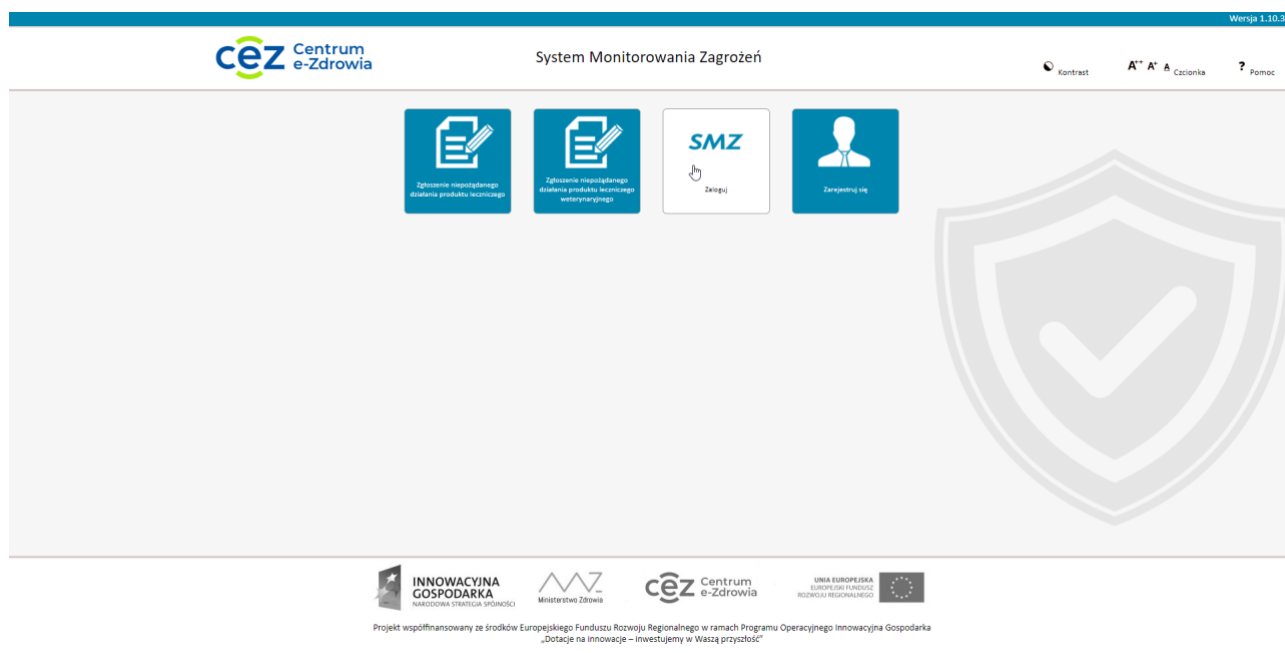 Wersja 1.10.3
cez Centrum
e-Zdrowia
System Monitorowania Zagrożeń
Kontrast
A++ A+ A Czcionka
? Pomoc
Zgłoszenie niepożądanego
działania produktu leczniczego
Zgłoszenie niepożądanego
działania produktu leczniczego
weterynaryjnego
SMZ
Zaloguj
Zarejestruj się
INNOWACYJNA
GOSPODARKA
NARODOWA STRATEGIA SPÓJNOŚCI
Ministerstwo Zdrowia
cez Centrum
e-Zdrowia
UNIA EUROPEJSKA
EUROPEJSKI FUNDUSZ
ROZWOJU REGIONALNEGO
Projekt współfinansowany ze środków Europejskiego Funduszu Rozwoju Regionalnego w ramach Programu Operacyjnego Innowacyjna Gospodarka
„Dotacje na innowacje – inwestujemy w Waszą przyszłość"